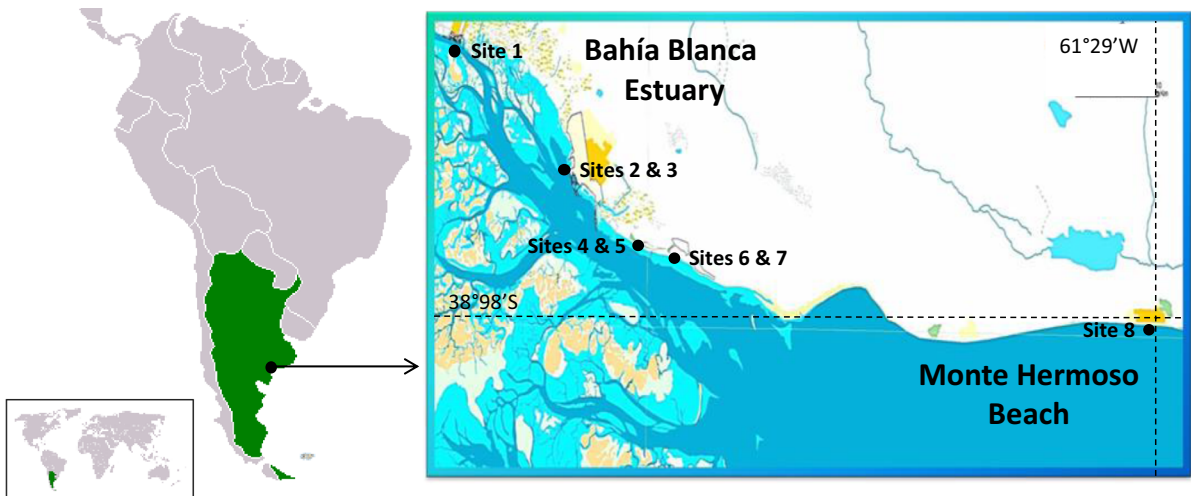 Site 1
Bahía Blanca
Estuary
61°29’W
Sites 2 & 3
Sites 4 & 5
Sites 6 & 7
38°98’S
Site 8
Monte Hermoso
Beach